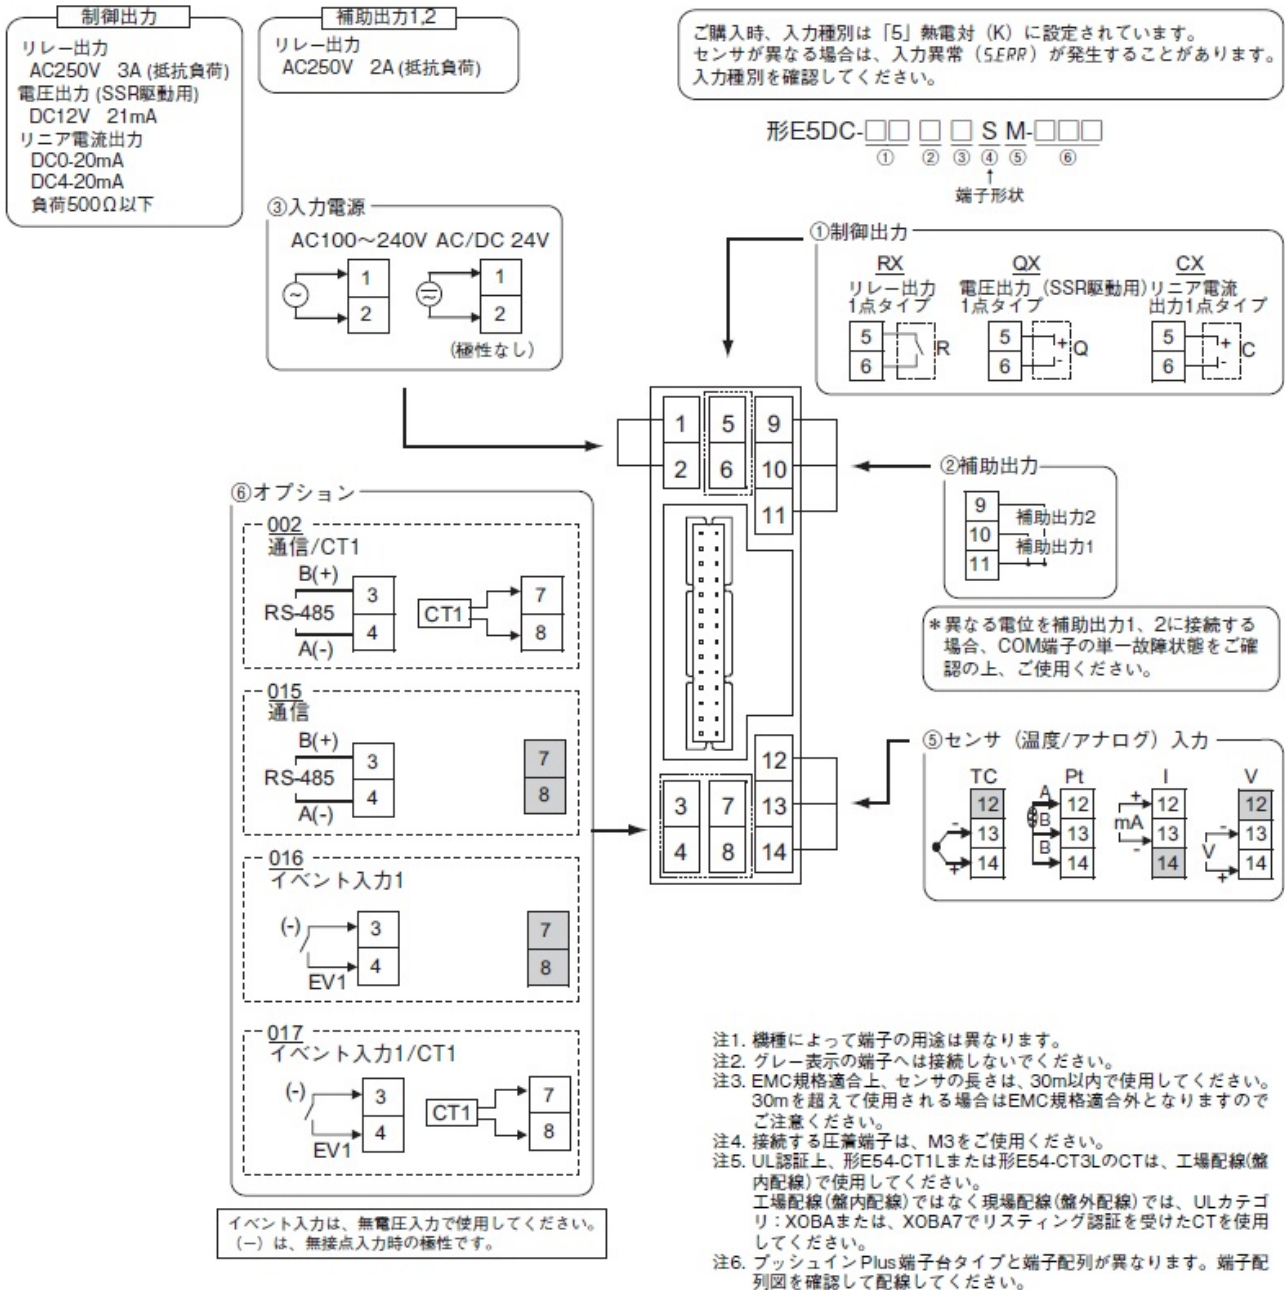 制御出力
リレー出力
AC250V 3A (抵抗負荷)
電圧出力 (SSR駆動用)
DC12V 21mA
リニア電流出力
DC0-20mA
DC4-20mA
負荷500Ω以下
補助出力1,2
リレー出力
AC250V 2A (抵抗負荷)
ご購入時、入力種別は「5」熱電対（K）に設定されています。
センサが異なる場合は、入力異常（S.ERR）が発生することがあります。
入力種別を確認してください。
形E5DC-□□ □ □ S M-□□□
① ② ③ ④ ⑤ ⑥
↑
端子形状
③入力電源
AC100～240V AC/DC 24V
1 1
2 2
(極性なし)
①制御出力
RX QX CX
リレー出力 電圧出力（SSR駆動用）リニア電流
1点タイプ 1点タイプ 出力1点タイプ
5 R 5 + Q 5 + C
6 6 - 6 -
1 5 9
2 6 10
11
②補助出力
9 補助出力2
10 補助出力1
11
＊異なる電位を補助出力1、2に接続する
場合、COM端子の単一故障状態をご確
認の上、ご使用ください。
⑥オプション
002
通信/CT1
B(+) 3 7
RS-485 CT1
A(-) 4 8
015
通信
B(+) 3 7
RS-485
A(-) 4 8
016
イベント入力1
(-) 3 7
EV1 4 8
017
イベント入力1/CT1
(-) 3 CT1 7
EV1 4 8
12
3 7 13
4 8 14
⑤センサ（温度/アナログ）入力
TC Pt I V
12 A 12 + 12 12
- 13 B 13 mA 13 - 13
+ 14 B 14 - 14 V + 14
イベント入力は、無電圧入力で使用してください。
（－）は、無接点入力時の極性です。
注1. 機種によって端子の用途は異なります。
注2. グレー表示の端子へは接続しないでください。
注3. EMC規格適合上、センサの長さは、30m以内で使用してください。
30mを超えて使用される場合はEMC規格適合外となりますので
ご注意ください。
注4. 接続する圧着端子は、M3をご使用ください。
注5. UL認証上、形E54-CT1Lまたは形E54-CT3LのCTは、工場配線(盤
内配線)で使用してください。
工場配線(盤内配線)ではなく現場配線(盤外配線)では、ULカテゴ
リ：XOBAまたは、XOBA7でリスティング認証を受けたCTを使用
してください。
注6. プッシュインPlus端子台タイプと端子配列が異なります。端子配
列図を確認して配線してください。